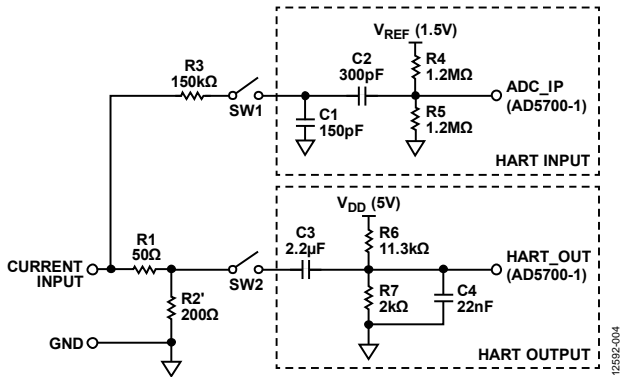 V_REF (1.5V)
R3
150kΩ
SW1
C2
300pF
R4
1.2MΩ
C1
150pF
R5
1.2MΩ
ADC_IP
(AD5700-1)
HART INPUT
V_DD (5V)
CURRENT
INPUT
R1
50Ω
R2'
200Ω
SW2
C3
2.2µF
R6
11.3kΩ
R7
2kΩ
C4
22nF
HART_OUT
(AD5700-1)
GND
HART OUTPUT
12592-004